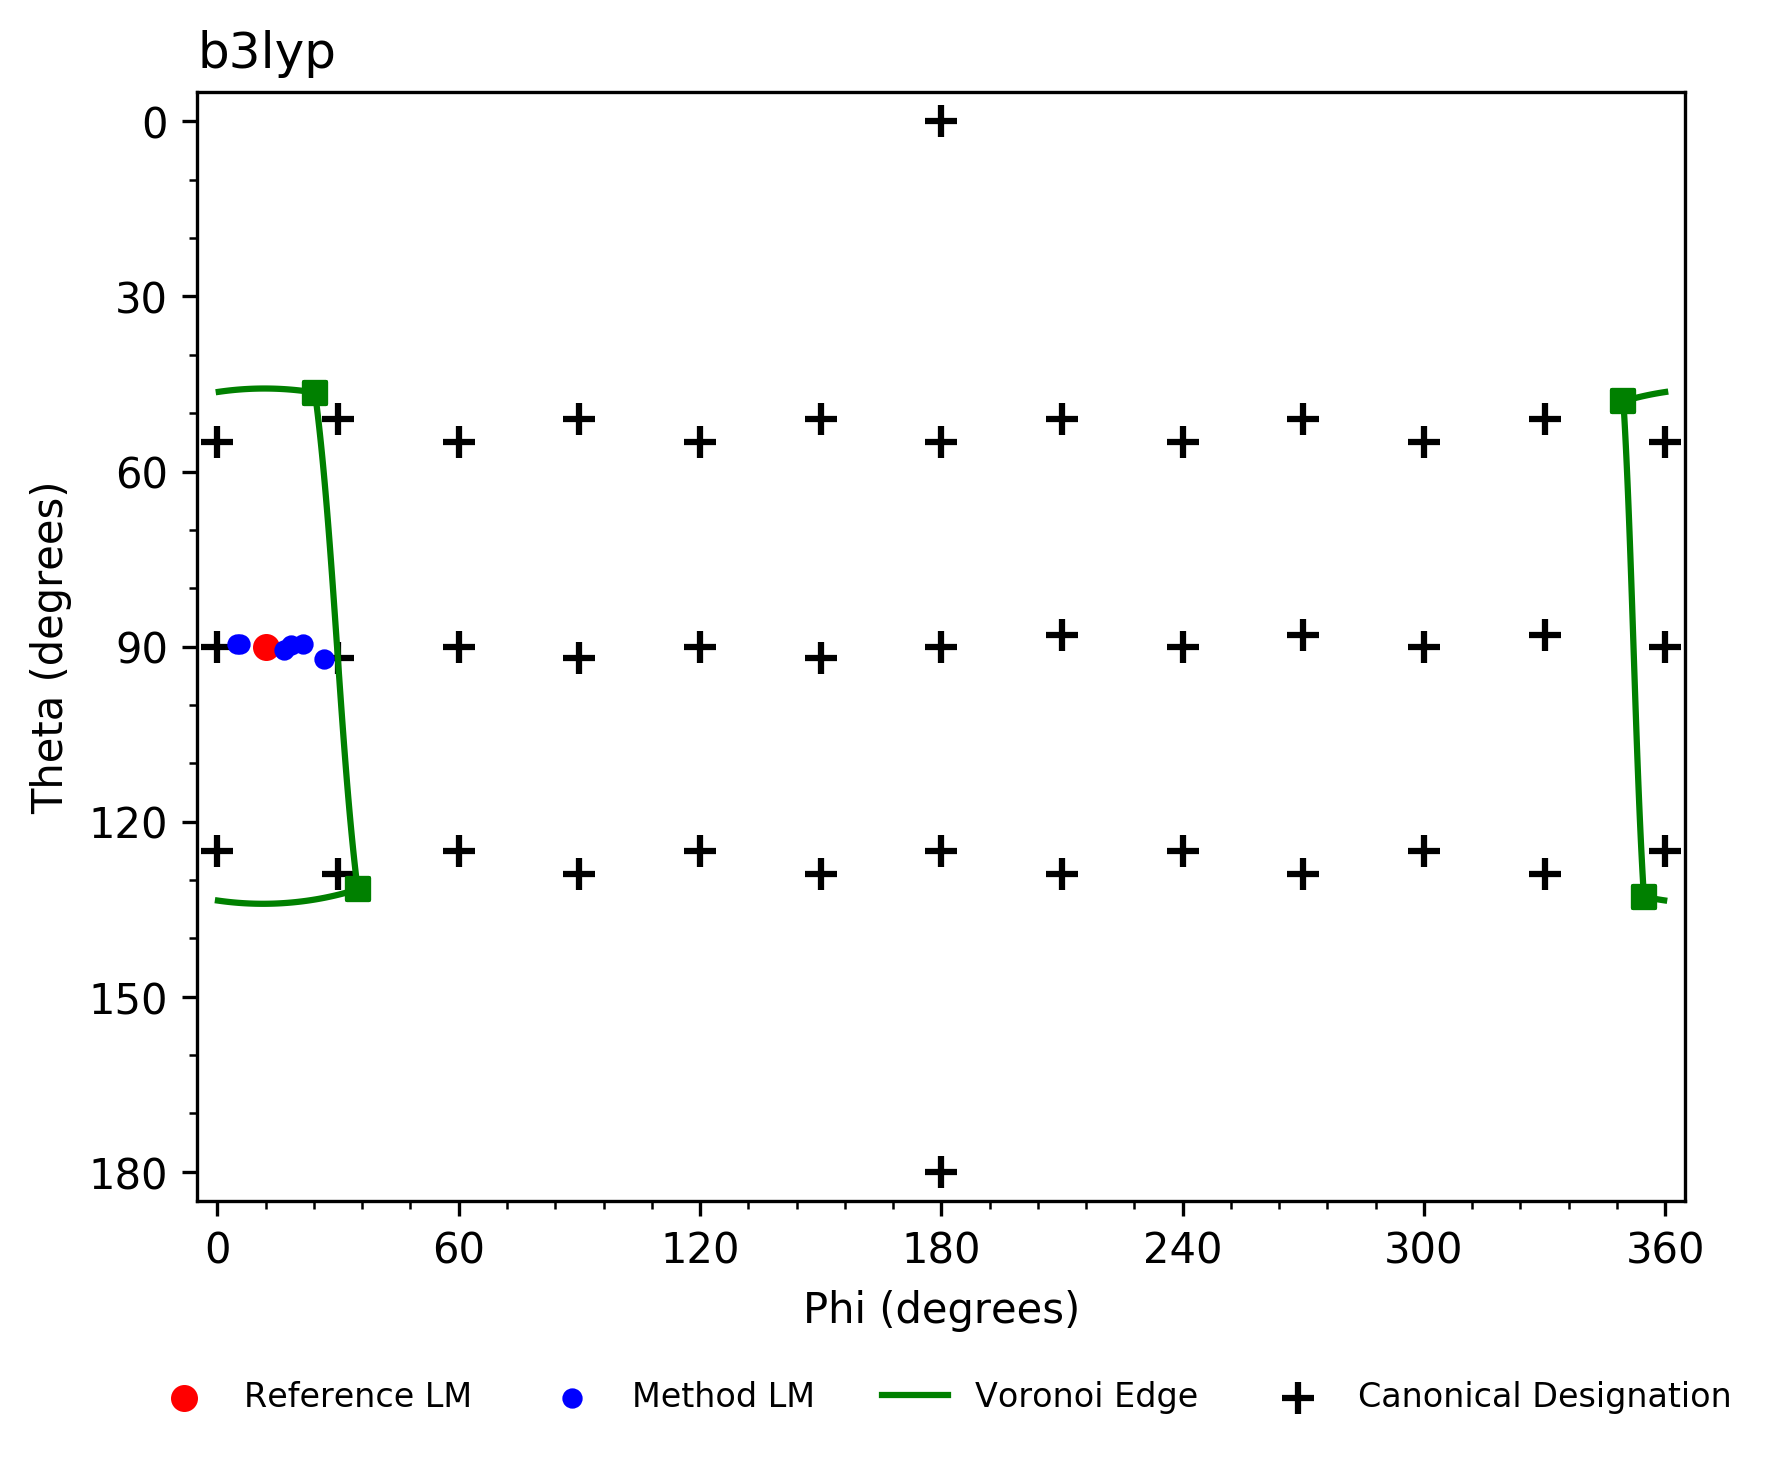 b3lyp
0
30
60
90
120
150
180
Theta (degrees)
0 60 120 180 240 300 360
Phi (degrees)
Reference LM Method LM Voronoi Edge Canonical Designation